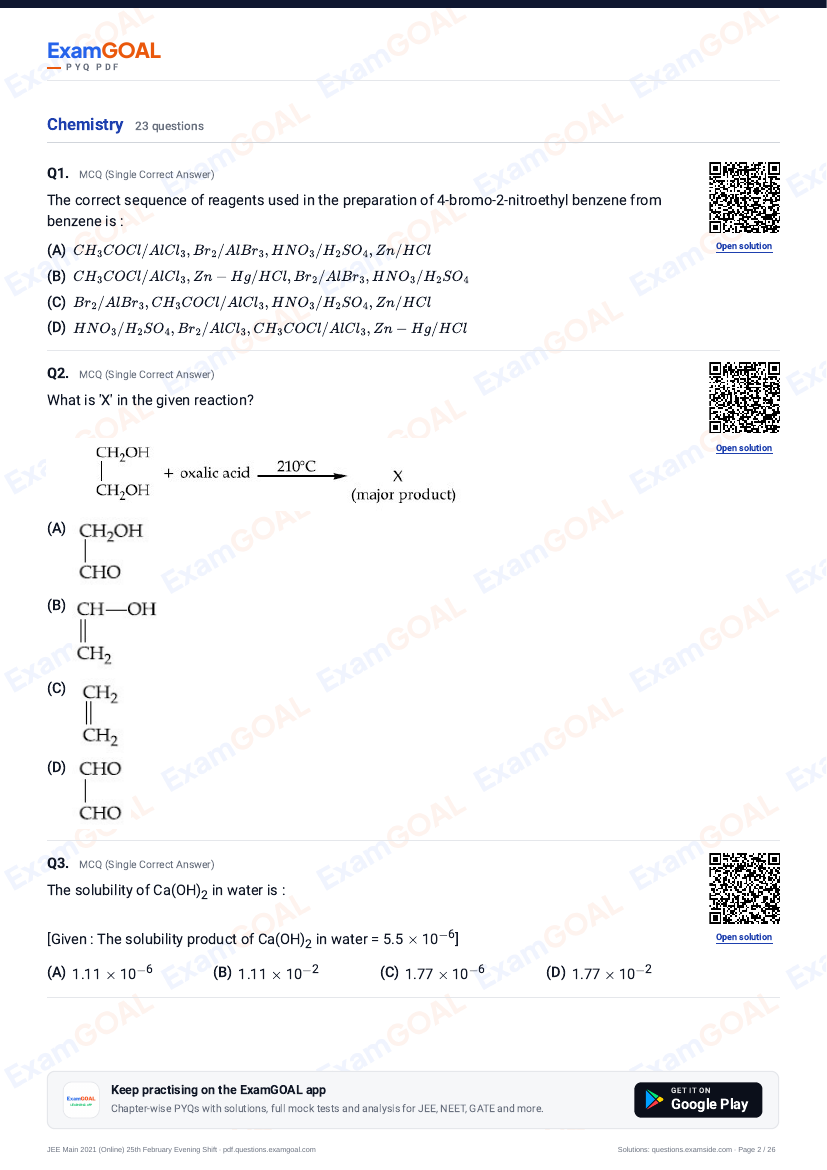 ExamGOAL
PYQ PDF
Chemistry 23 questions
Q1. MCQ (Single Correct Answer)
The correct sequence of reagents used in the preparation of 4-bromo-2-nitroethyl benzene from
benzene is :
(A) CH₃COCl/AlCl₃, Br₂/AlBr₃, HNO₃/H₂SO₄, Zn/HCl
(B) CH₃COCl/AlCl₃, Zn − Hg/HCl, Br₂/AlBr₃, HNO₃/H₂SO₄
(C) Br₂/AlBr₃, CH₃COCl/AlCl₃, HNO₃/H₂SO₄, Zn/HCl
(D) HNO₃/H₂SO₄, Br₂/AlCl₃, CH₃COCl/AlCl₃, Zn − Hg/HCl
Open solution
Q2. MCQ (Single Correct Answer)
What is 'X' in the given reaction?
Open solution
CH₂OH
CH₂OH
+ oxalic acid 210°C X
(major product)
(A) CH₂OH
CHO
(B) CH—OH
CH₂
(C) CH₂
CH₂
(D) CHO
CHO
Q3. MCQ (Single Correct Answer)
The solubility of Ca(OH)₂ in water is :
[Given : The solubility product of Ca(OH)₂ in water = 5.5 × 10⁻⁶]
Open solution
(A) 1.11 × 10⁻⁶ (B) 1.11 × 10⁻² (C) 1.77 × 10⁻⁶ (D) 1.77 × 10⁻²
Keep practising on the ExamGOAL app
Chapter-wise PYQs with solutions, full mock tests and analysis for JEE, NEET, GATE and more.
ExamGOAL
GET IT ON
Google Play
JEE Main 2021 (Online) 25th February Evening Shift · pdf.questions.examgoal.com
Solutions: questions.examside.com · Page 2 / 26